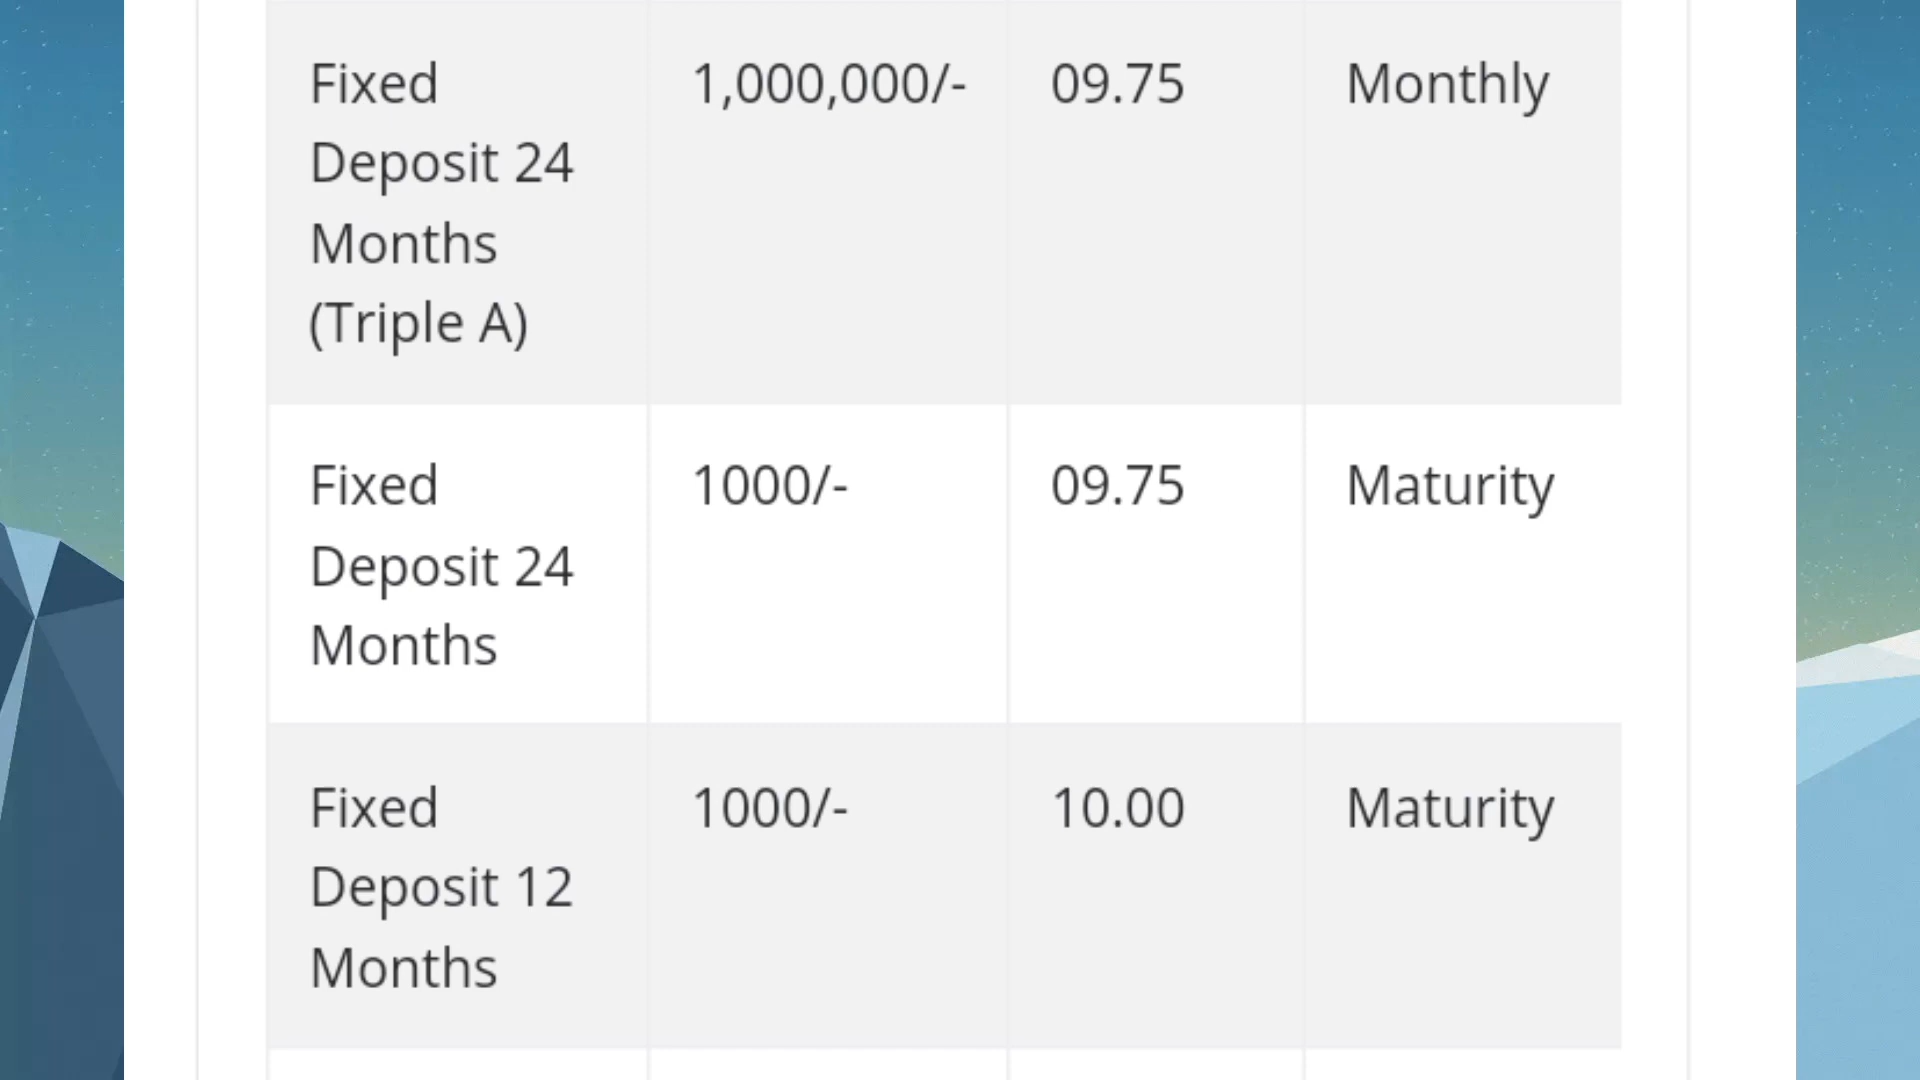 Fixed 1,000,000/- 09.75 Monthly
Deposit 24
Months
(Triple A)
Fixed 1000/- 09.75 Maturity
Deposit 24
Months
Fixed 1000/- 10.00 Maturity
Deposit 12
Months